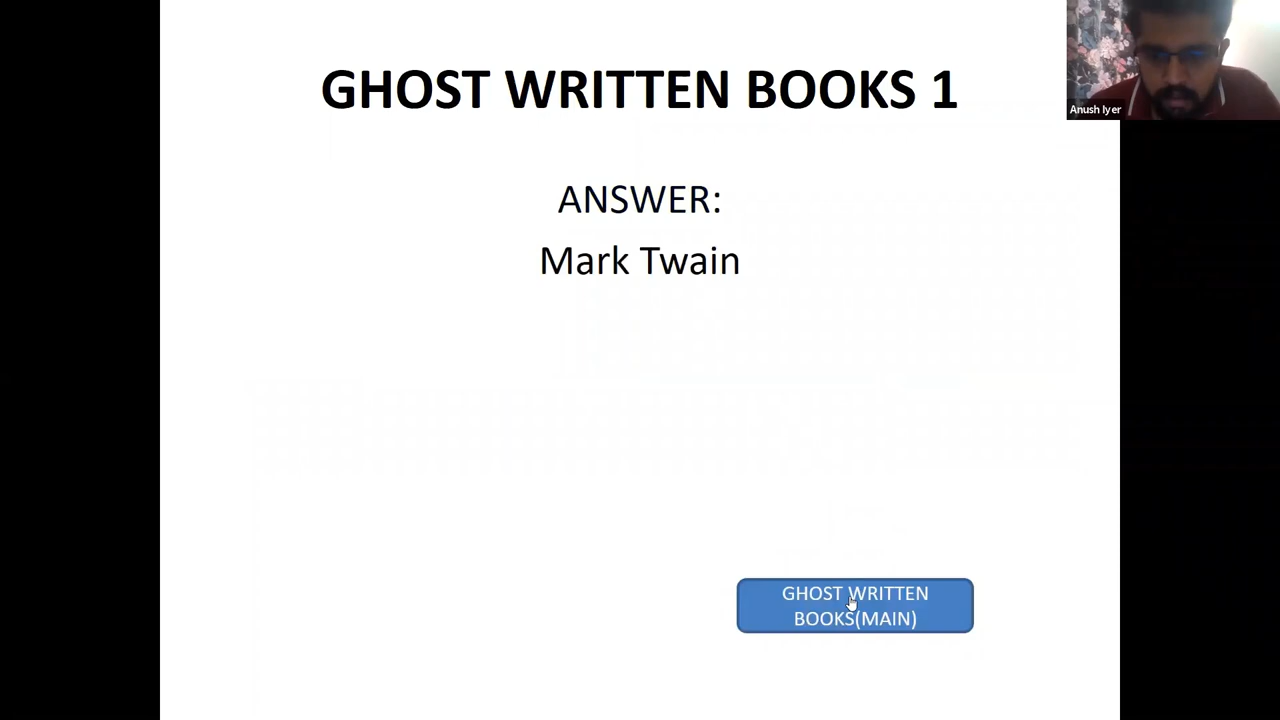 GHOST WRITTEN BOOKS 1
Anush Iyer
ANSWER:
Mark Twain
GHOST WRITTEN
BOOKS(MAIN)